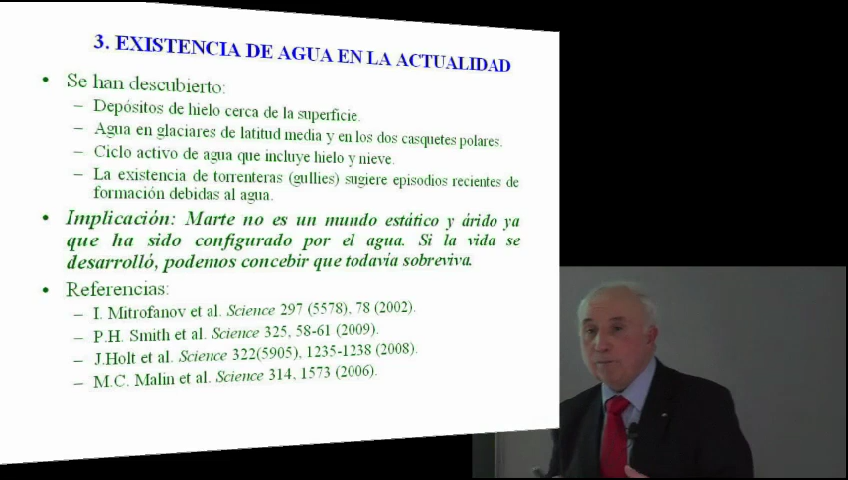 3. EXISTENCIA DE AGUA EN LA ACTUALIDAD
• Se han descubierto:
– Depósitos de hielo cerca de la superficie.
– Agua en glaciares de latitud media y en los dos casquetes polares.
– Ciclo activo de agua que incluye hielo y nieve.
– La existencia de torrenteras (gullies) sugiere episodios recientes de
formación debidas al agua.
• Implicación: Marte no es un mundo estático y árido ya
que ha sido configurado por el agua. Si la vida se
desarrolló, podemos concebir que todavía sobreviva.
• Referencias:
– I. Mitrofanov et al. Science 297 (5578), 78 (2002).
– P.H. Smith et al. Science 325, 58-61 (2009).
– J.Holt et al. Science 322(5905), 1235-1238 (2008).
– M.C. Malin et al. Science 314, 1573 (2006).